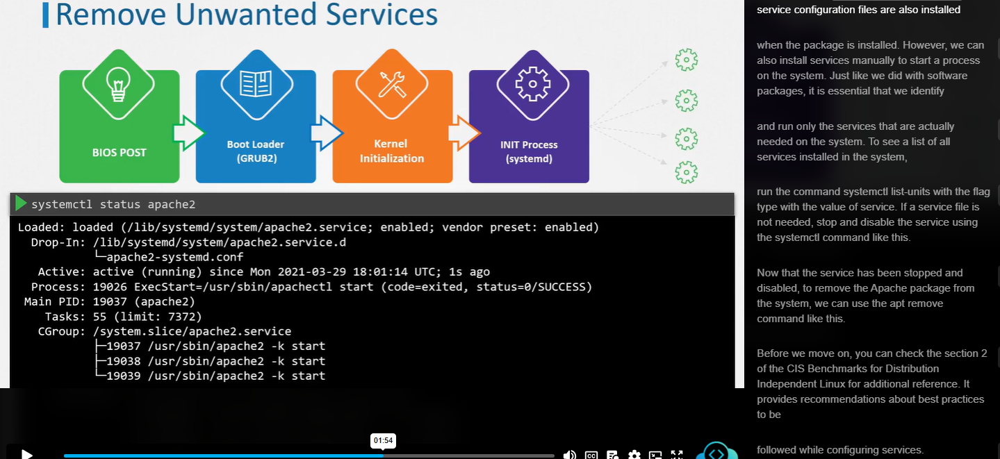 Remove Unwanted Services
BIOS POST
Boot Loader
(GRUB2)
Kernel
Initialization
INIT Process
(systemd)
systemctl status apache2
Loaded: loaded (/lib/systemd/system/apache2.service; enabled; vendor preset: enabled)
Drop-In: /lib/systemd/system/apache2.service.d
└─apache2-systemd.conf
Active: active (running) since Mon 2021-03-29 18:01:14 UTC; 1s ago
Process: 19026 ExecStart=/usr/sbin/apachectl start (code=exited, status=0/SUCCESS)
Main PID: 19037 (apache2)
Tasks: 55 (limit: 7372)
CGroup: /system.slice/apache2.service
├─19037 /usr/sbin/apache2 -k start
├─19038 /usr/sbin/apache2 -k start
└─19039 /usr/sbin/apache2 -k start
01:54
CC
service configuration files are also installed
when the package is installed. However, we can
also install services manually to start a process
on the system. Just like we did with software
packages, it is essential that we identify
and run only the services that are actually
needed on the system. To see a list of all
services installed in the system,
run the command systemctl list-units with the flag
type with the value of service. If a service file is
not needed, stop and disable the service using
the systemctl command like this.
Now that the service has been stopped and
disabled, to remove the Apache package from
the system, we can use the apt remove
command like this.
Before we move on, you can check the section 2
of the CIS Benchmarks for Distribution
Independent Linux for additional reference. It
provides recommendations about best practices
to be
followed while configuring services.